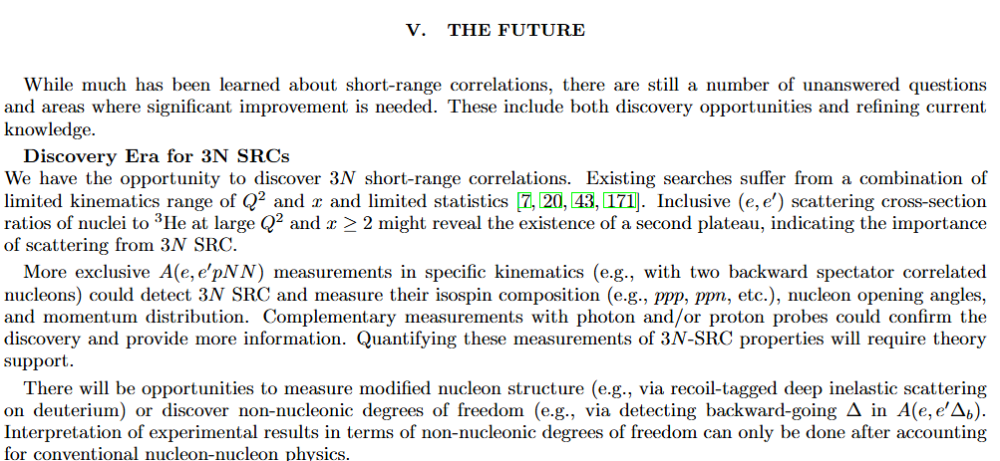 V. THE FUTURE
While much has been learned about short-range correlations, there are still a number of unanswered questions
and areas where significant improvement is needed. These include both discovery opportunities and refining current
knowledge.
Discovery Era for 3N SRCs
We have the opportunity to discover 3N short-range correlations. Existing searches suffer from a combination of
limited kinematics range of Q² and x and limited statistics [7, 20, 43, 171]. Inclusive (e, e′) scattering cross-section
ratios of nuclei to ³He at large Q² and x ≥ 2 might reveal the existence of a second plateau, indicating the importance
of scattering from 3N SRC.
More exclusive A(e, e′pNN) measurements in specific kinematics (e.g., with two backward spectator correlated
nucleons) could detect 3N SRC and measure their isospin composition (e.g., ppp, ppn, etc.), nucleon opening angles,
and momentum distribution. Complementary measurements with photon and/or proton probes could confirm the
discovery and provide more information. Quantifying these measurements of 3N-SRC properties will require theory
support.
There will be opportunities to measure modified nucleon structure (e.g., via recoil-tagged deep inelastic scattering
on deuterium) or discover non-nucleonic degrees of freedom (e.g., via detecting backward-going Δ in A(e, e′Δ_b).
Interpretation of experimental results in terms of non-nucleonic degrees of freedom can only be done after accounting
for conventional nucleon-nucleon physics.